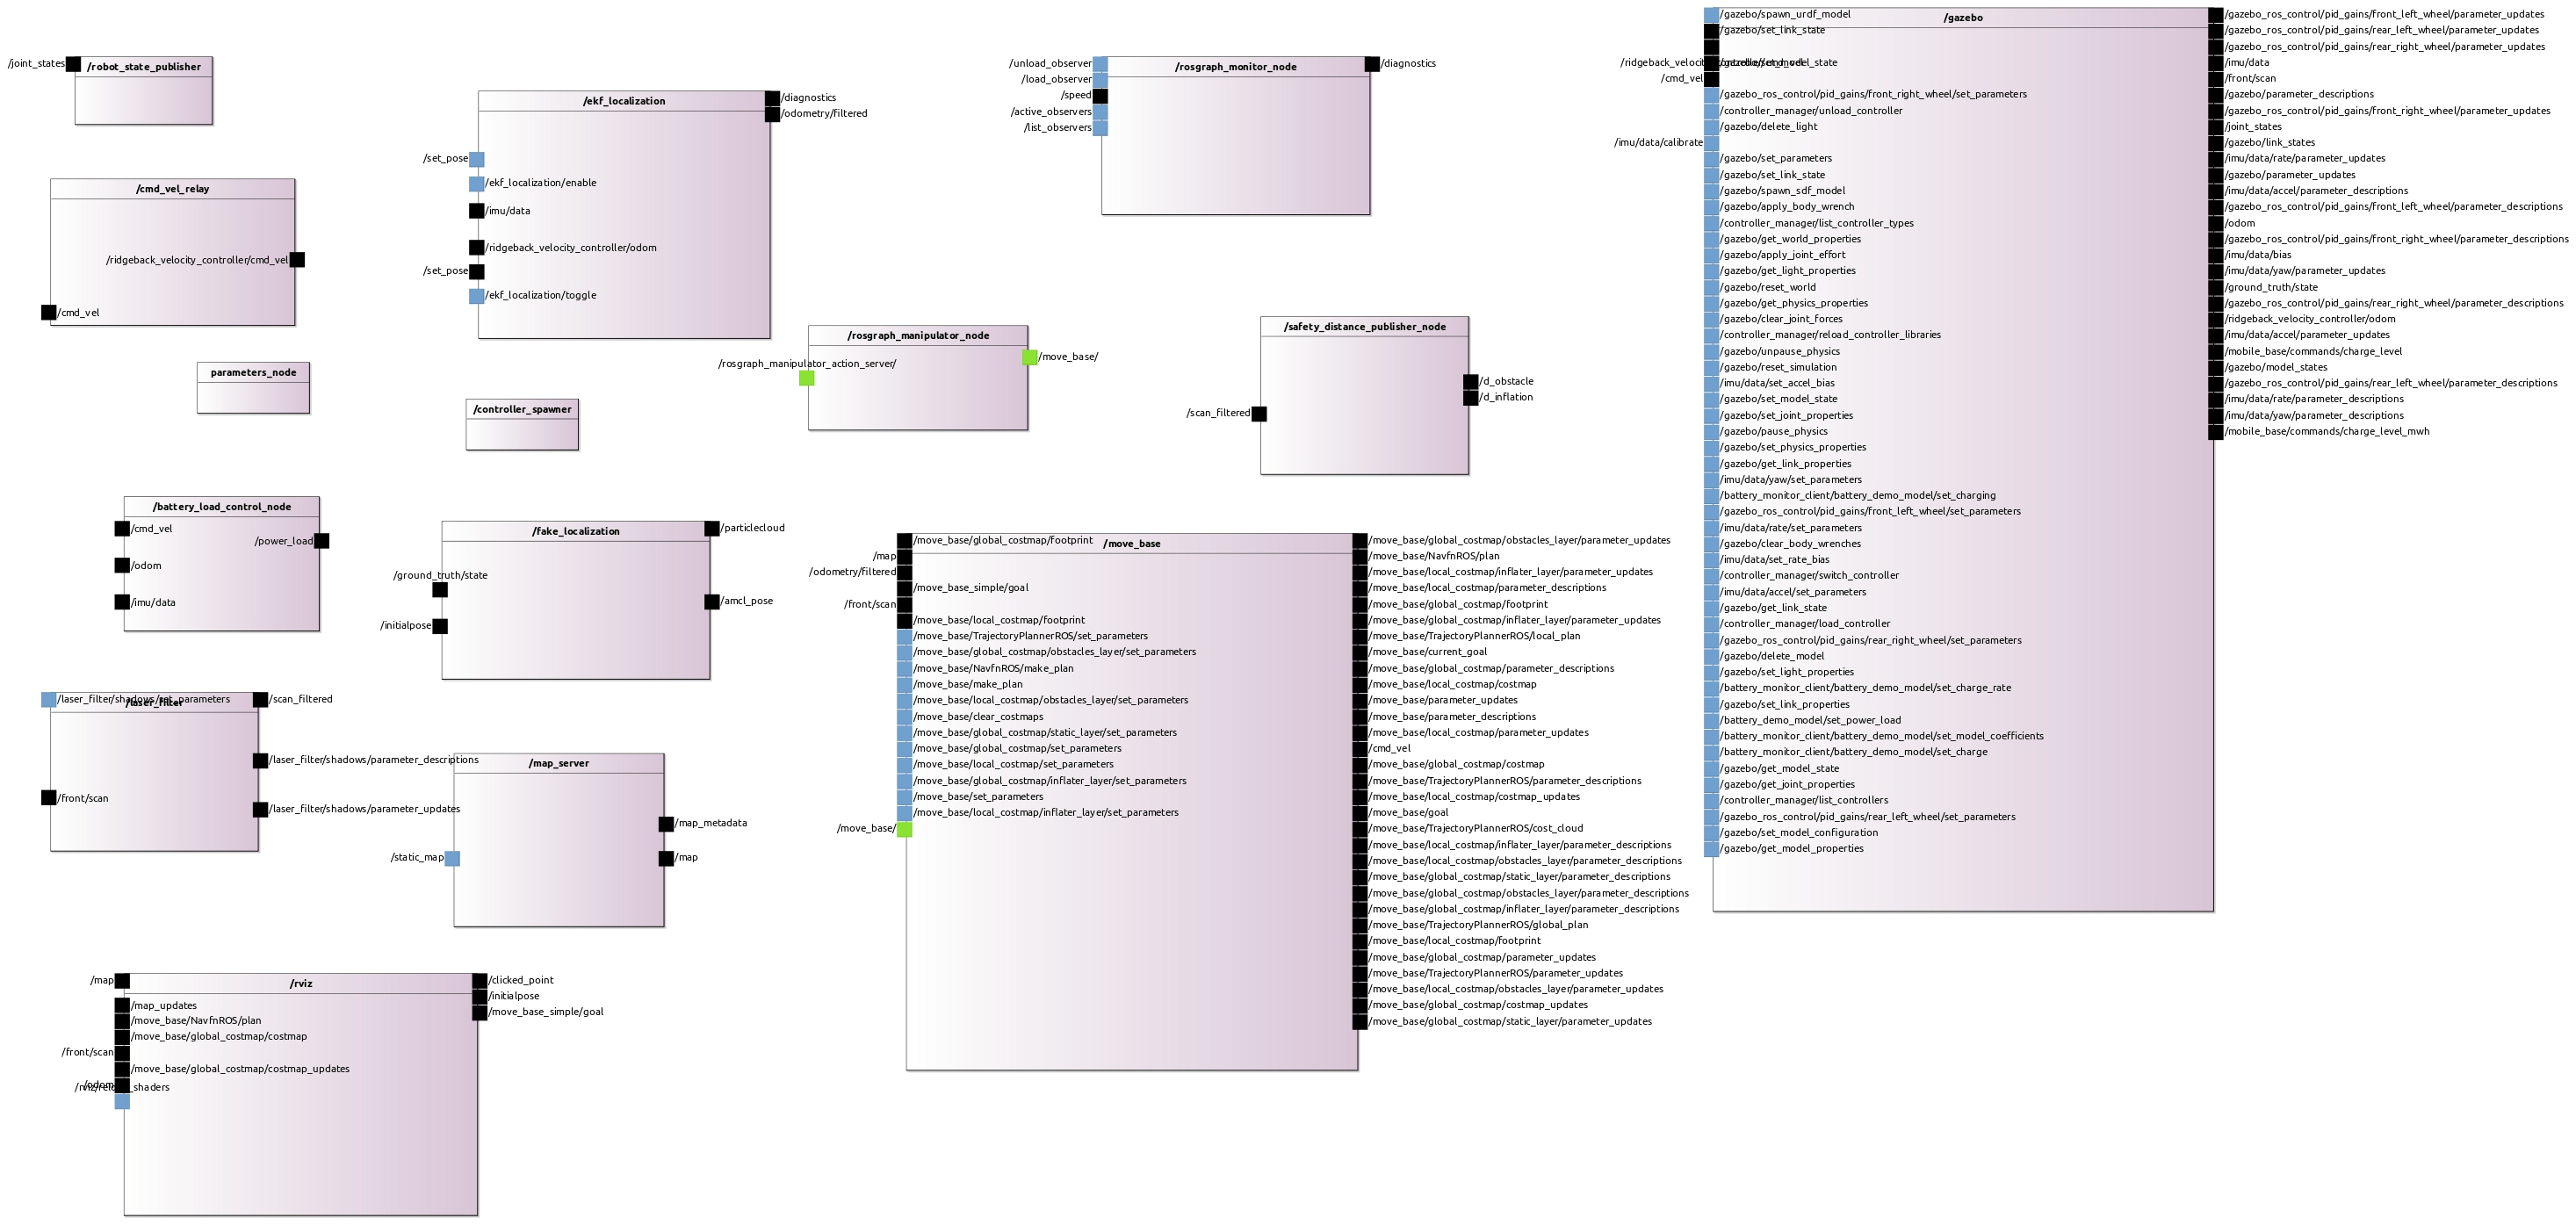 /joint_states
/robot_state_publisher
/cmd_vel_relay
/ridgeback_velocity_controller/cmd_vel
/cmd_vel
parameters_node
/ekf_localization
/diagnostics
/odometry/filtered
/set_pose
/ekf_localization/enable
/imu/data
/ridgeback_velocity_controller/odom
/set_pose
/ekf_localization/toggle
/controller_spawner
/rosgraph_manipulator_node
/rosgraph_manipulator_action_server/
/move_base/
/rosgraph_monitor_node
/unload_observer
/load_observer
/speed
/active_observers
/list_observers
/diagnostics
/safety_distance_publisher_node
/scan_filtered
/d_obstacle
/d_inflation
/battery_load_control_node
/cmd_vel
/power_load
/odom
/imu/data
/fake_localization
/particlecloud
/ground_truth/state
/amcl_pose
/initialpose
/laser_filter/shadows/set_parameters
/laser_filter
/scan_filtered
/laser_filter/shadows/parameter_descriptions
/front/scan
/laser_filter/shadows/parameter_updates
/map_server
/map_metadata
/static_map
/map
/rviz
/map
/map_updates
/move_base/NavfnROS/plan
/move_base/global_costmap/costmap
/front/scan
/move_base/global_costmap/costmap_updates
/odom
/rviz/reload_shaders
/clicked_point
/initialpose
/move_base_simple/goal
/move_base
/move_base/global_costmap/footprint
/map
/odometry/filtered
/move_base_simple/goal
/front/scan
/move_base/local_costmap/footprint
/move_base/TrajectoryPlannerROS/set_parameters
/move_base/global_costmap/obstacles_layer/set_parameters
/move_base/NavfnROS/make_plan
/move_base/make_plan
/move_base/local_costmap/obstacles_layer/set_parameters
/move_base/clear_costmaps
/move_base/global_costmap/static_layer/set_parameters
/move_base/global_costmap/set_parameters
/move_base/local_costmap/set_parameters
/move_base/global_costmap/inflater_layer/set_parameters
/move_base/set_parameters
/move_base/local_costmap/inflater_layer/set_parameters
/move_base/
/move_base/global_costmap/obstacles_layer/parameter_updates
/move_base/NavfnROS/plan
/move_base/local_costmap/inflater_layer/parameter_updates
/move_base/local_costmap/parameter_descriptions
/move_base/global_costmap/footprint
/move_base/global_costmap/inflater_layer/parameter_updates
/move_base/TrajectoryPlannerROS/local_plan
/move_base/current_goal
/move_base/global_costmap/parameter_descriptions
/move_base/local_costmap/costmap
/move_base/parameter_updates
/move_base/parameter_descriptions
/move_base/local_costmap/parameter_updates
/cmd_vel
/move_base/global_costmap/costmap
/move_base/TrajectoryPlannerROS/parameter_descriptions
/move_base/local_costmap/costmap_updates
/move_base/goal
/move_base/TrajectoryPlannerROS/cost_cloud
/move_base/local_costmap/inflater_layer/parameter_descriptions
/move_base/local_costmap/obstacles_layer/parameter_descriptions
/move_base/global_costmap/static_layer/parameter_descriptions
/move_base/global_costmap/obstacles_layer/parameter_descriptions
/move_base/global_costmap/inflater_layer/parameter_descriptions
/move_base/TrajectoryPlannerROS/global_plan
/move_base/local_costmap/footprint
/move_base/global_costmap/parameter_updates
/move_base/TrajectoryPlannerROS/parameter_updates
/move_base/local_costmap/obstacles_layer/parameter_updates
/move_base/global_costmap/costmap_updates
/move_base/global_costmap/static_layer/parameter_updates
/gazebo
/gazebo/spawn_urdf_model
/gazebo/set_link_state
/gazebo/set_model_state
/cmd_vel
/gazebo_ros_control/pid_gains/front_right_wheel/set_parameters
/controller_manager/unload_controller
/gazebo/delete_light
/imu/data/calibrate
/gazebo/set_parameters
/gazebo/set_link_state
/gazebo/spawn_sdf_model
/gazebo/apply_body_wrench
/controller_manager/list_controller_types
/gazebo/get_world_properties
/gazebo/apply_joint_effort
/gazebo/get_light_properties
/gazebo/reset_world
/gazebo/get_physics_properties
/gazebo/clear_joint_forces
/controller_manager/reload_controller_libraries
/gazebo/unpause_physics
/gazebo/reset_simulation
/imu/data/set_accel_bias
/gazebo/set_model_state
/gazebo/set_joint_properties
/gazebo/pause_physics
/gazebo/set_physics_properties
/gazebo/get_link_properties
/imu/data/yaw/set_parameters
/battery_monitor_client/battery_demo_model/set_charging
/gazebo_ros_control/pid_gains/front_left_wheel/set_parameters
/imu/data/rate/set_parameters
/gazebo/clear_body_wrenches
/imu/data/set_rate_bias
/controller_manager/switch_controller
/imu/data/accel/set_parameters
/gazebo/get_link_state
/controller_manager/load_controller
/gazebo_ros_control/pid_gains/rear_right_wheel/set_parameters
/gazebo/delete_model
/gazebo/set_light_properties
/battery_monitor_client/battery_demo_model/set_charge_rate
/gazebo/set_link_properties
/battery_demo_model/set_power_load
/battery_monitor_client/battery_demo_model/set_model_coefficients
/battery_monitor_client/battery_demo_model/set_charge
/gazebo/get_model_state
/gazebo/get_joint_properties
/controller_manager/list_controllers
/gazebo_ros_control/pid_gains/rear_left_wheel/set_parameters
/gazebo/set_model_configuration
/gazebo/get_model_properties
/gazebo_ros_control/pid_gains/front_left_wheel/parameter_updates
/gazebo_ros_control/pid_gains/rear_left_wheel/parameter_updates
/gazebo_ros_control/pid_gains/rear_right_wheel/parameter_updates
/imu/data
/front/scan
/gazebo/parameter_descriptions
/gazebo_ros_control/pid_gains/front_right_wheel/parameter_updates
/joint_states
/gazebo/link_states
/imu/data/rate/parameter_updates
/gazebo/parameter_updates
/imu/data/accel/parameter_descriptions
/gazebo_ros_control/pid_gains/front_left_wheel/parameter_descriptions
/odom
/gazebo_ros_control/pid_gains/front_right_wheel/parameter_descriptions
/imu/data/bias
/imu/data/yaw/parameter_updates
/ground_truth/state
/gazebo_ros_control/pid_gains/rear_right_wheel/parameter_descriptions
/ridgeback_velocity_controller/odom
/imu/data/accel/parameter_updates
/mobile_base/commands/charge_level
/gazebo/model_states
/gazebo_ros_control/pid_gains/rear_left_wheel/parameter_descriptions
/imu/data/rate/parameter_descriptions
/imu/data/yaw/parameter_descriptions
/mobile_base/commands/charge_level_mwh